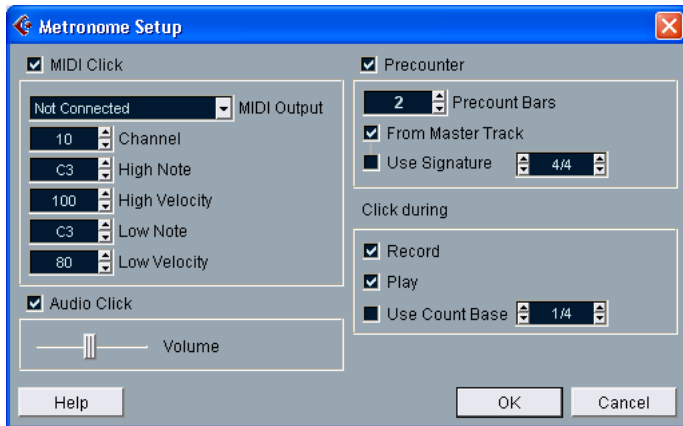 Metronome Setup
MIDI Click
Not Connected MIDI Output
10 Channel
C3 High Note
100 High Velocity
C3 Low Note
80 Low Velocity
Audio Click
Volume
Precounter
2 Precount Bars
From Master Track
Use Signature 4/4
Click during
Record
Play
Use Count Base 1/4
Help
OK
Cancel